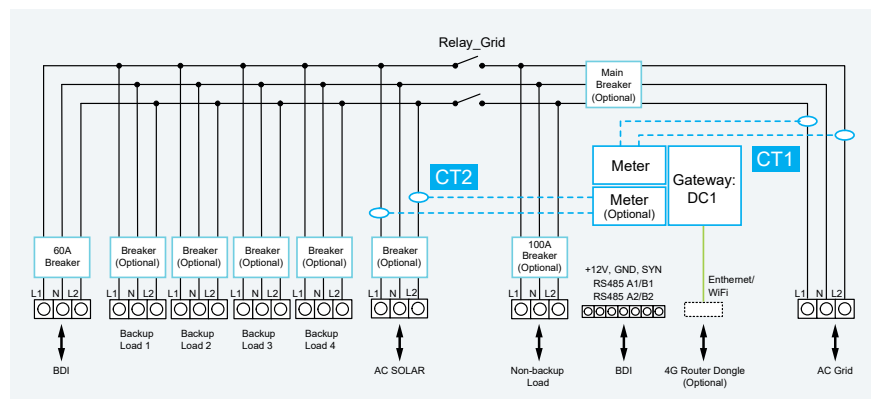 Relay_Grid
Main
Breaker
(Optional)
CT1
CT2
Meter
Meter
(Optional)
Gateway:
DC1
60A
Breaker
Breaker
(Optional)
Breaker
(Optional)
Breaker
(Optional)
Breaker
(Optional)
Breaker
(Optional)
100A
Breaker
(Optional)
+12V, GND, SYN
RS485 A1/B1
RS485 A2/B2
Enthernet/
WiFi
L1 N L2
L1 N L2
L1 N L2
L1 N L2
L1 N L2
L1 N L2
L1 N L2
L1 N L2
Backup
Load 1
Backup
Load 2
Backup
Load 3
Backup
Load 4
BDI
AC SOLAR
Non-backup
Load
BDI
4G Router Dongle
(Optional)
AC Grid